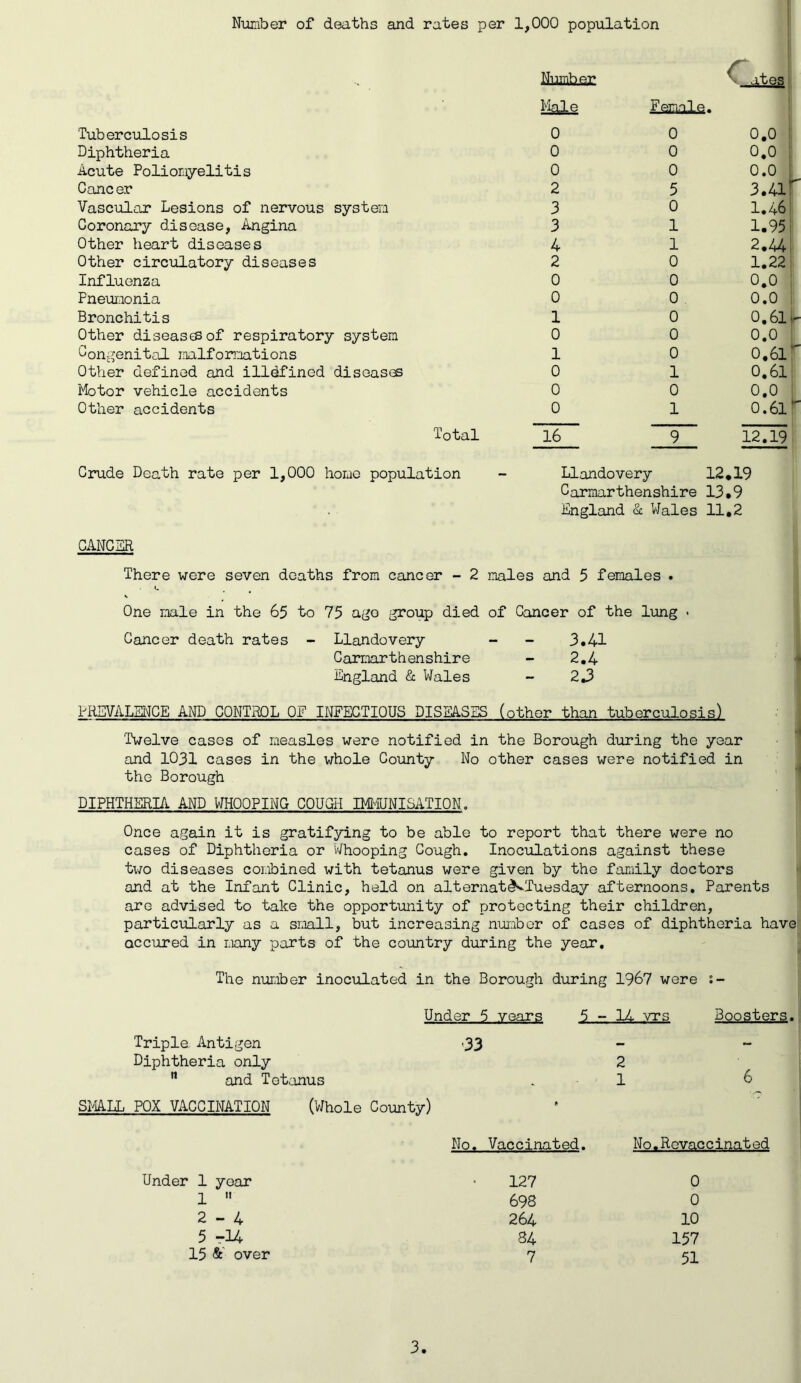 Number of deaths and rates per 1,000 population
Number ates
Male Female.
Tuberculosis 0 0 0.0
Diphtheria 0 0 0.0
Acute Poliomyelitis 0 0 0.0
Cancer 2 5 3.41
Vascular Lesions of nervous system 3 0 1.46
Coronary disease, Angina 3 1 1.95
Other heart diseases 4 1 2.44
Other circulatory diseases 2 0 1.22
Influenza 0 0 0.0
Pneumonia 0 0 0.0
Bronchitis 1 0 0.61
Other diseases of respiratory system 0 0 0.0
Congenital malformations 1 0 0.61
Other defined and illdefined diseases 0 1 0.61
Motor vehicle accidents 0 0 0.0
Other accidents 0 1 0.61
Total 16 9 12.19
Crude Death rate per 1,000 home population - Llandovery 12.19
Carmarthenshire 13.9
England & Wales 11.2
CANCER
There were seven deaths from cancer - 2 males and 5 females .
One male in the 65 to 75 age group died of Cancer of the lung .
Cancer death rates - Llandovery - - 3.41
Carmarthenshire - 2.4
England & Wales - 2.3
PREVALENCE AND CONTROL OF INFECTIOUS DISEASES (other than tuberculosis)
Twelve cases of measles were notified in the Borough during the year
and 1031 cases in the whole County No other cases were notified in
the Borough
DIPHTHERIA AND WHOOPING COUGH IMMUNISATION.
Once again it is gratifying to be able to report that there were no
cases of Diphtheria or Whooping Cough. Inoculations against these
two diseases combined with tetanus were given by the family doctors
and at the Infant Clinic, held on alternate Tuesday afternoons. Parents
are advised to take the opportunity of protecting their children,
particularly as a small, but increasing number of cases of diphtheria have
accured in many parts of the country during the year.
The number inoculated in the Borough during 1967 were :-
Under 5 years 5 - 14 yrs Boosters.
Triple Antigen 33 - -
Diphtheria only 2
" and Tetanus . 1 6
SMALL POX VACCINATION (Whole County)
No. Vaccinated. No.Revaccinated
Under 1 year 127 0
1 " 698 0
2 - 4 264 10
5 -14 84 157
15 & over 7 51
3.